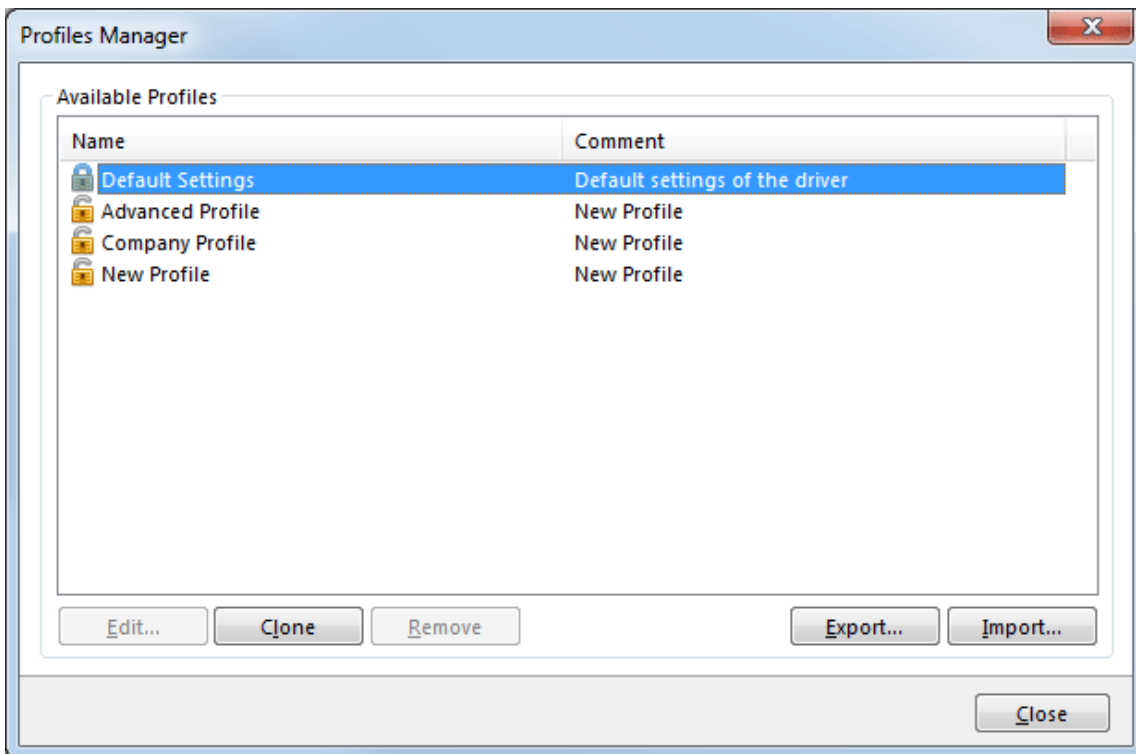 Profiles Manager
Available Profiles
Name Comment
Default Settings Default settings of the driver
Advanced Profile New Profile
Company Profile New Profile
New Profile New Profile
Edit... Clone Remove Export... Import...
Close